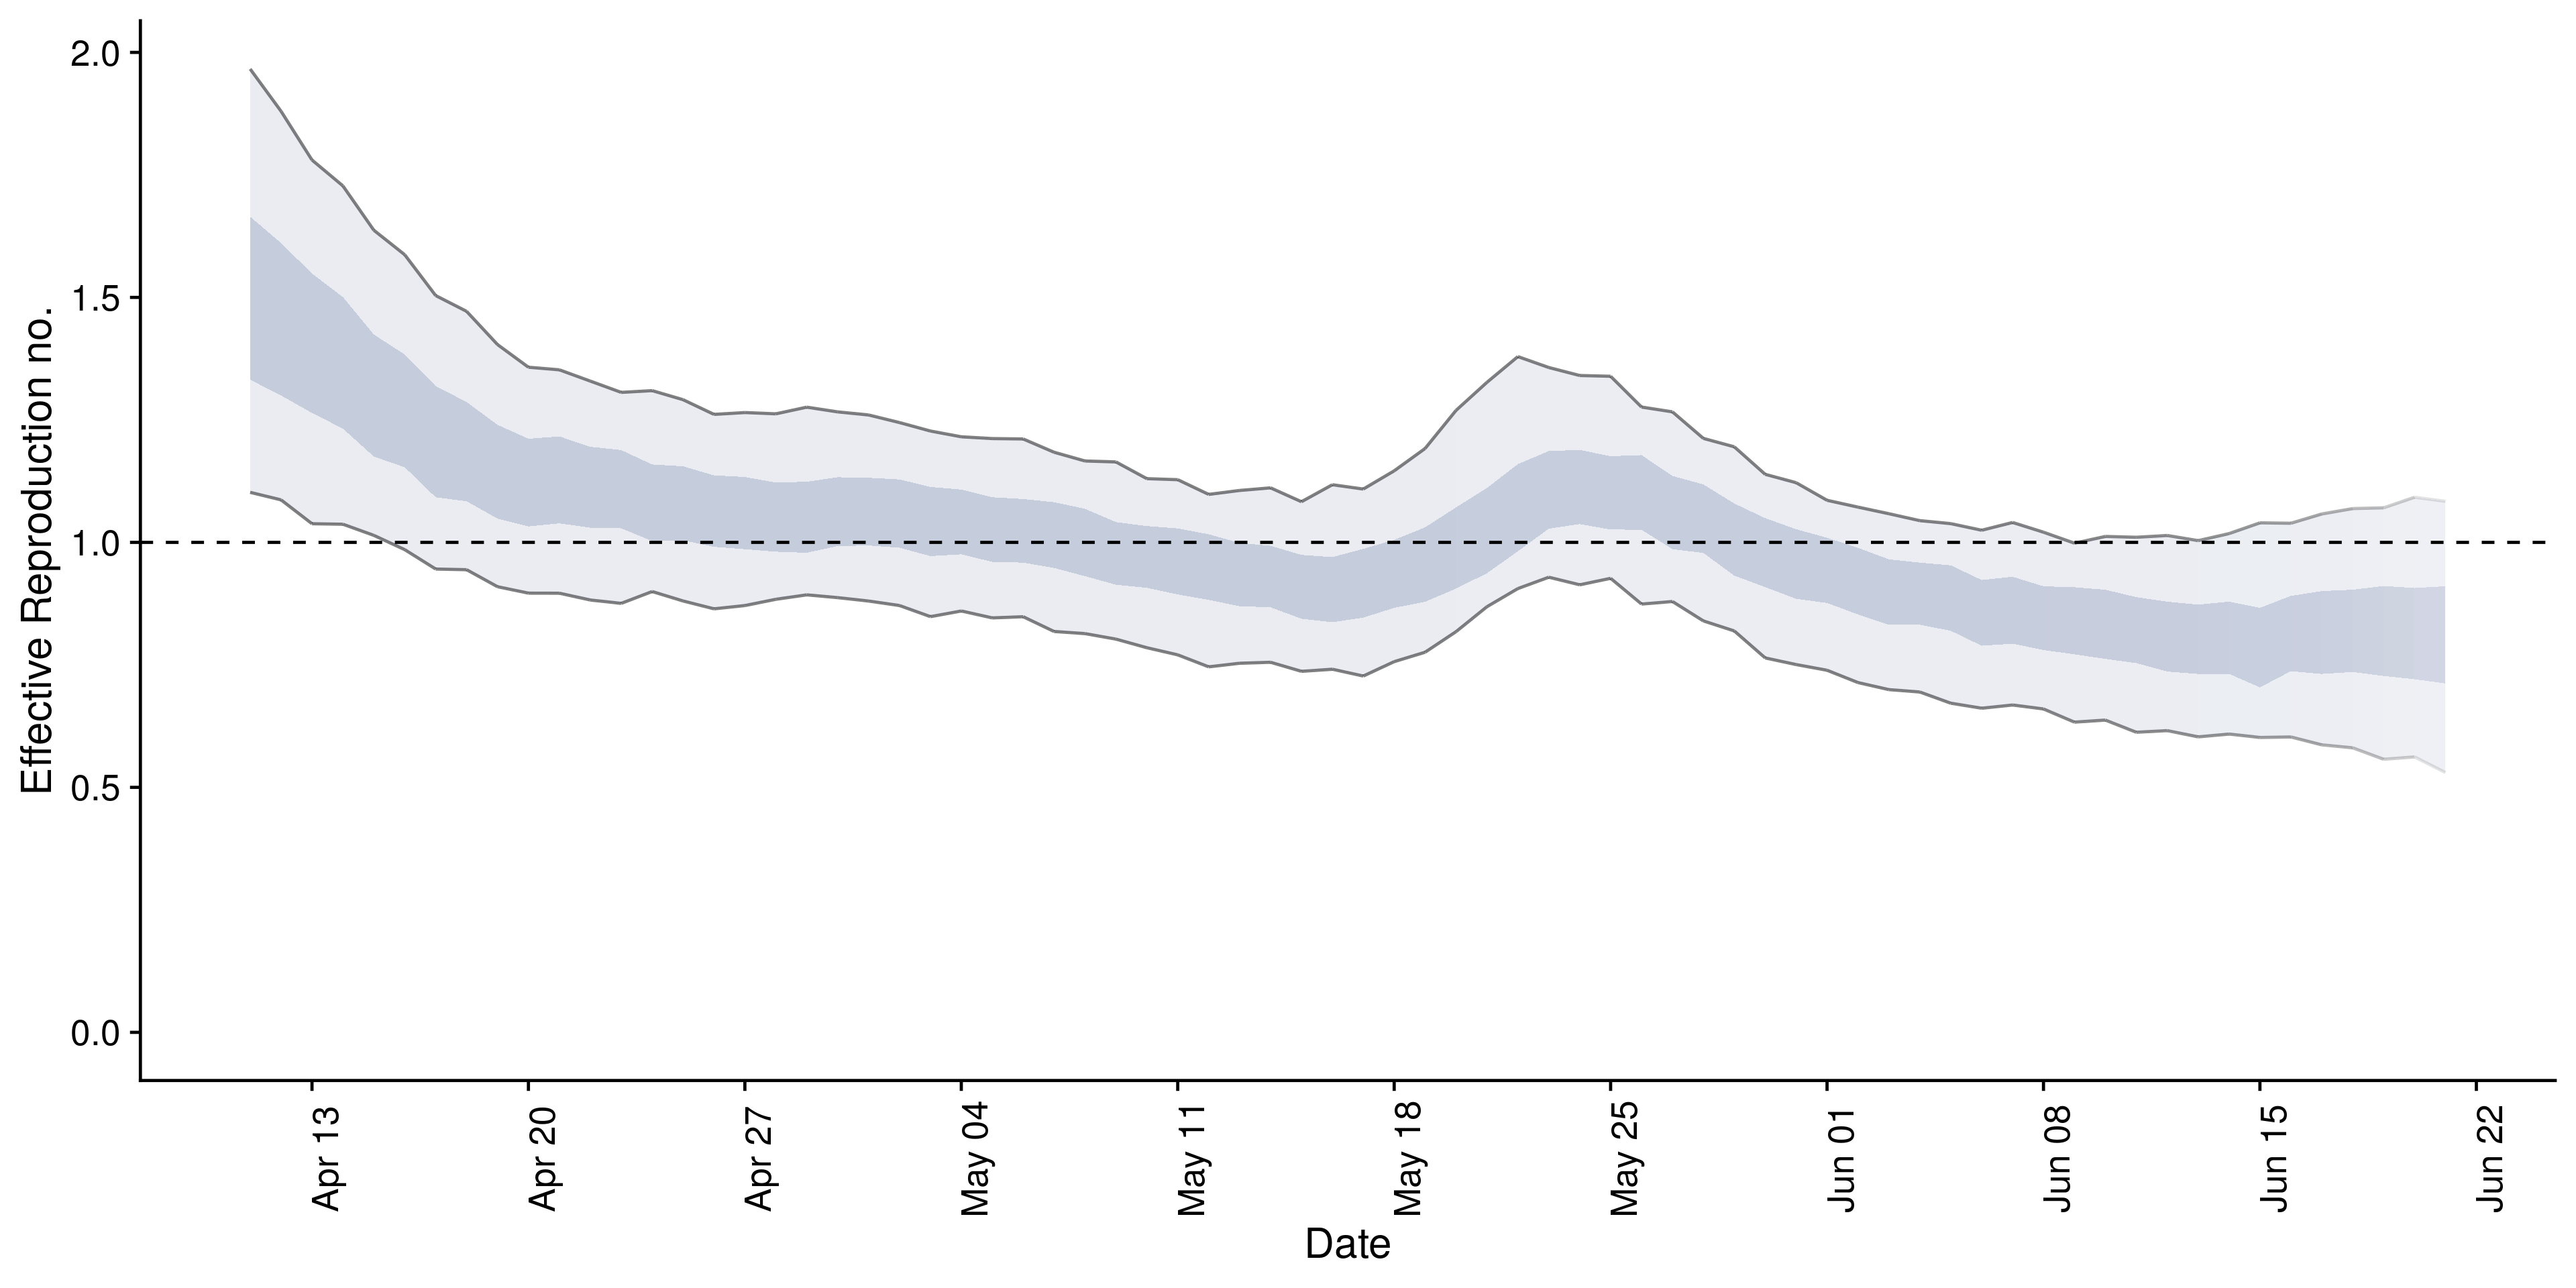 Effective Reproduction no.
2.0
1.5
1.0
0.5
0.0
Apr 13
Apr 20
Apr 27
May 04
May 11
May 18
May 25
Jun 01
Jun 08
Jun 15
Jun 22
Date